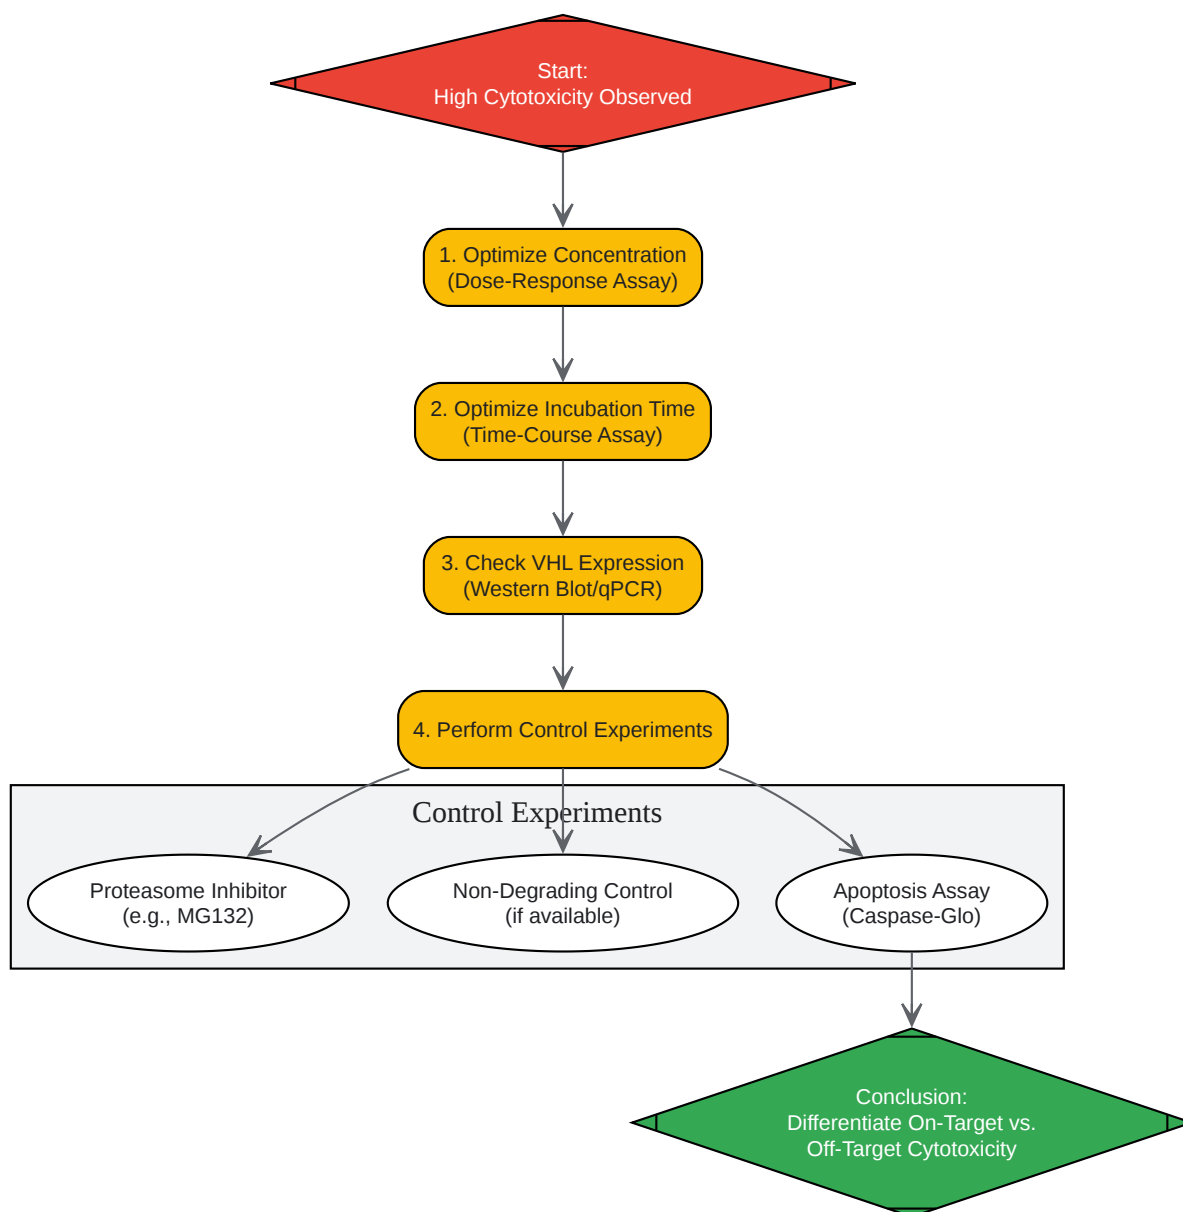 Start:
High Cytotoxicity Observed
1. Optimize Concentration
(Dose-Response Assay)
2. Optimize Incubation Time
(Time-Course Assay)
3. Check VHL Expression
(Western Blot/qPCR)
4. Perform Control Experiments
Control Experiments
Proteasome Inhibitor
(e.g., MG132)
Non-Degrading Control
(if available)
Apoptosis Assay
(Caspase-Glo)
Conclusion:
Differentiate On-Target vs.
Off-Target Cytotoxicity